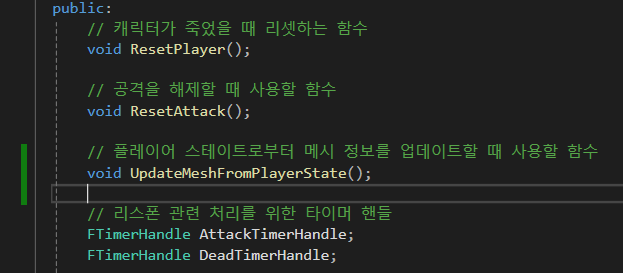 public:
// 캐릭터가 죽었을 때 리셋하는 함수
void ResetPlayer();
// 공격을 해제할 때 사용할 함수
void ResetAttack();
// 플레이어 스테이트로부터 메시 정보를 업데이트할 때 사용할 함수
void UpdateMeshFromPlayerState();
// 리스폰 관련 처리를 위한 타이머 핸들
FTimerHandle AttackTimerHandle;
FTimerHandle DeadTimerHandle;